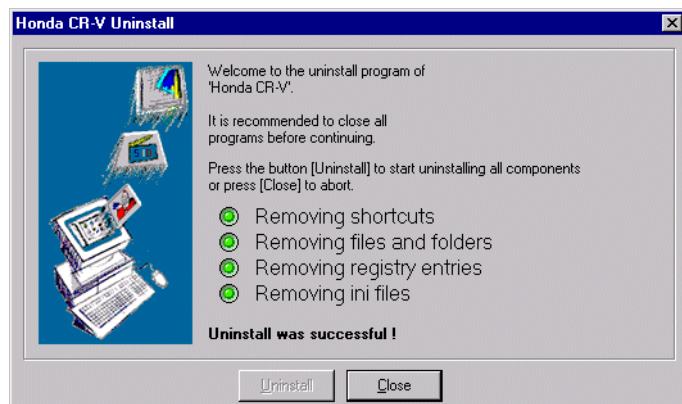 Honda CR-V Uninstall
Welcome to the uninstall program of
'Honda CR-V'.
It is recommended to close all
programs before continuing.
Press the button [Uninstall] to start uninstalling all components
or press [Close] to abort.
Removing shortcuts
Removing files and folders
Removing registry entries
Removing ini files
Uninstall was successful !
Uninstall
Close